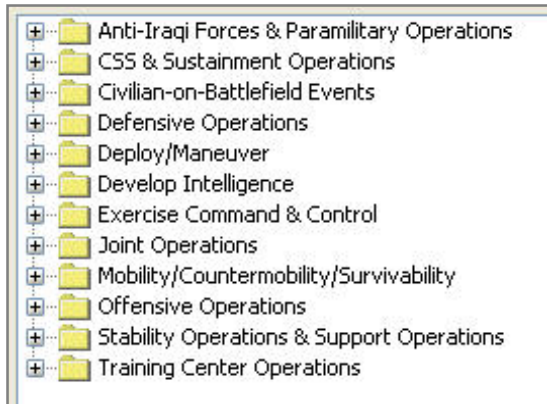 Anti-Iraqi Forces & Paramilitary Operations
CSS & Sustainment Operations
Civilian-on-Battlefield Events
Defensive Operations
Deploy/Maneuver
Develop Intelligence
Exercise Command & Control
Joint Operations
Mobility/Countermobility/Survivability
Offensive Operations
Stability Operations & Support Operations
Training Center Operations